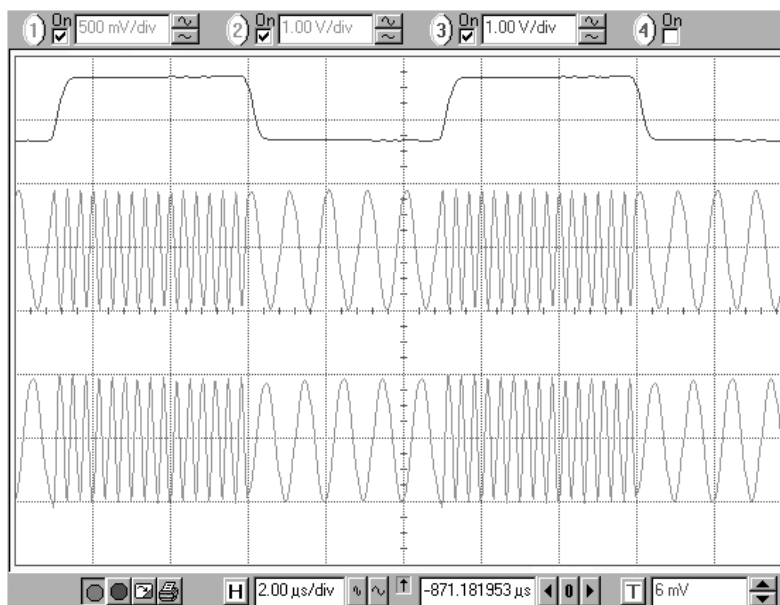 1 On 500 mV/div 2 On 1.00 V/div 3 On 1.00 V/div 4 On
H 2.00 µs/div -871.181953 µs 0 T 6 mV